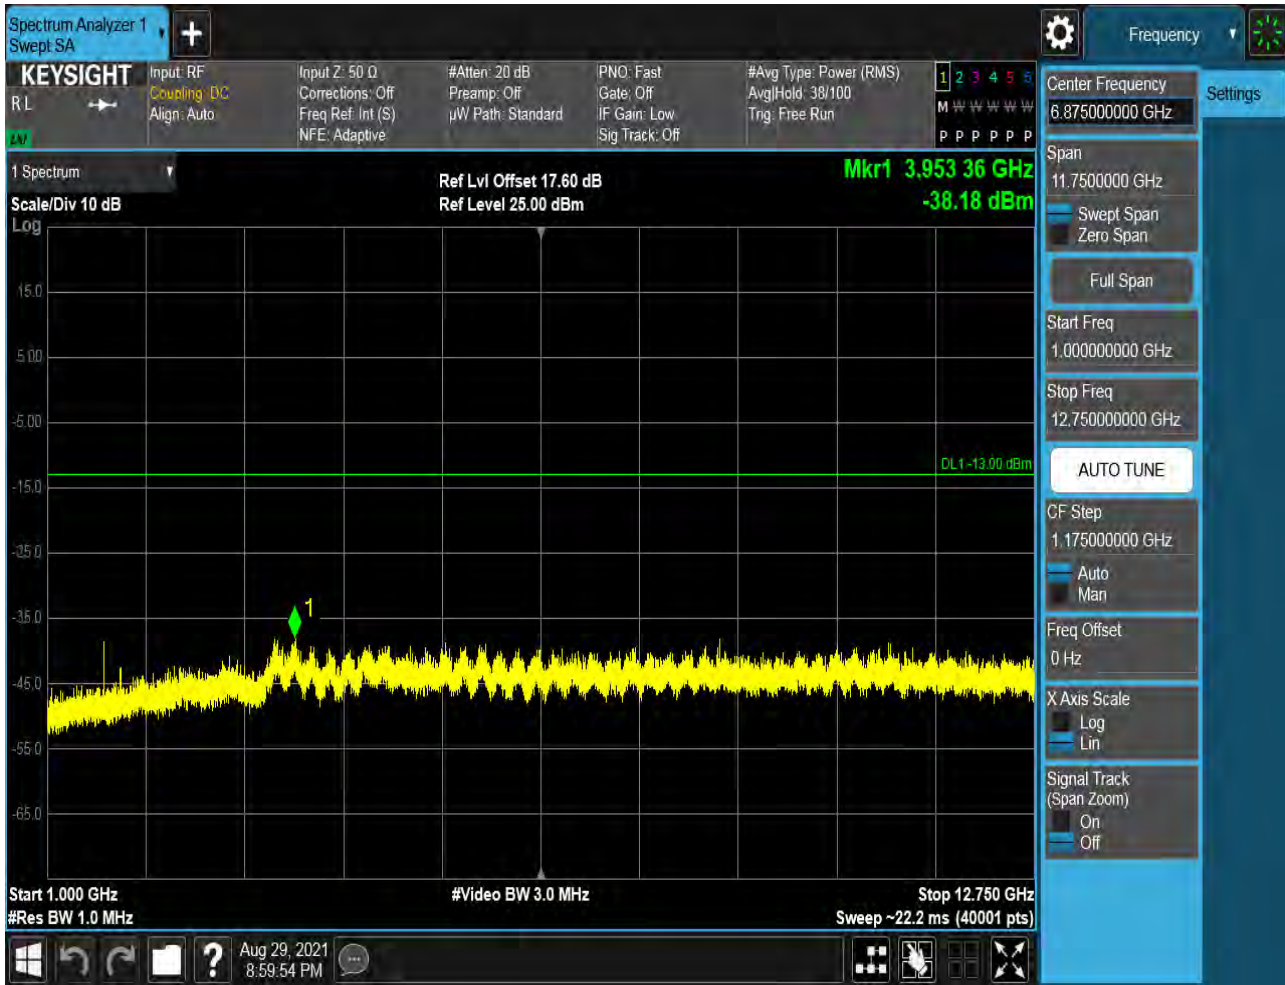 Spectrum Analyzer 1
Swept SA
Frequency
KEYSIGHT
R L
LNI
Input: RF
Coupling: DC
Align: Auto
Input Z: 50 Ω
Corrections: Off
Freq Ref: Int (S)
NFE: Adaptive
#Atten: 20 dB
Preamp: Off
µW Path: Standard
PNO: Fast
Gate: Off
IF Gain: Low
Sig Track: Off
#Avg Type: Power (RMS)
Avg|Hold: 38/100
Trig: Free Run
1 2 3 4 5 6
M W W W W W
P P P P P P
1 Spectrum
Scale/Div 10 dB
Log
Ref Lvl Offset 17.60 dB
Ref Level 25.00 dBm
Mkr1 3.953 36 GHz
-38.18 dBm
15.0
5.00
-5.00
DL1 -13.00 dBm
-15.0
-25.0
1
-35.0
-45.0
-55.0
-65.0
Start 1.000 GHz
#Video BW 3.0 MHz
Stop 12.750 GHz
#Res BW 1.0 MHz
Sweep ~22.2 ms (40001 pts)
?
Aug 29, 2021
8:59:54 PM
Center Frequency
6.875000000 GHz
Settings
Span
11.7500000 GHz
Swept Span
Zero Span
Full Span
Start Freq
1.000000000 GHz
Stop Freq
12.750000000 GHz
AUTO TUNE
CF Step
1.175000000 GHz
Auto
Man
Freq Offset
0 Hz
X Axis Scale
Log
Lin
Signal Track
(Span Zoom)
On
Off